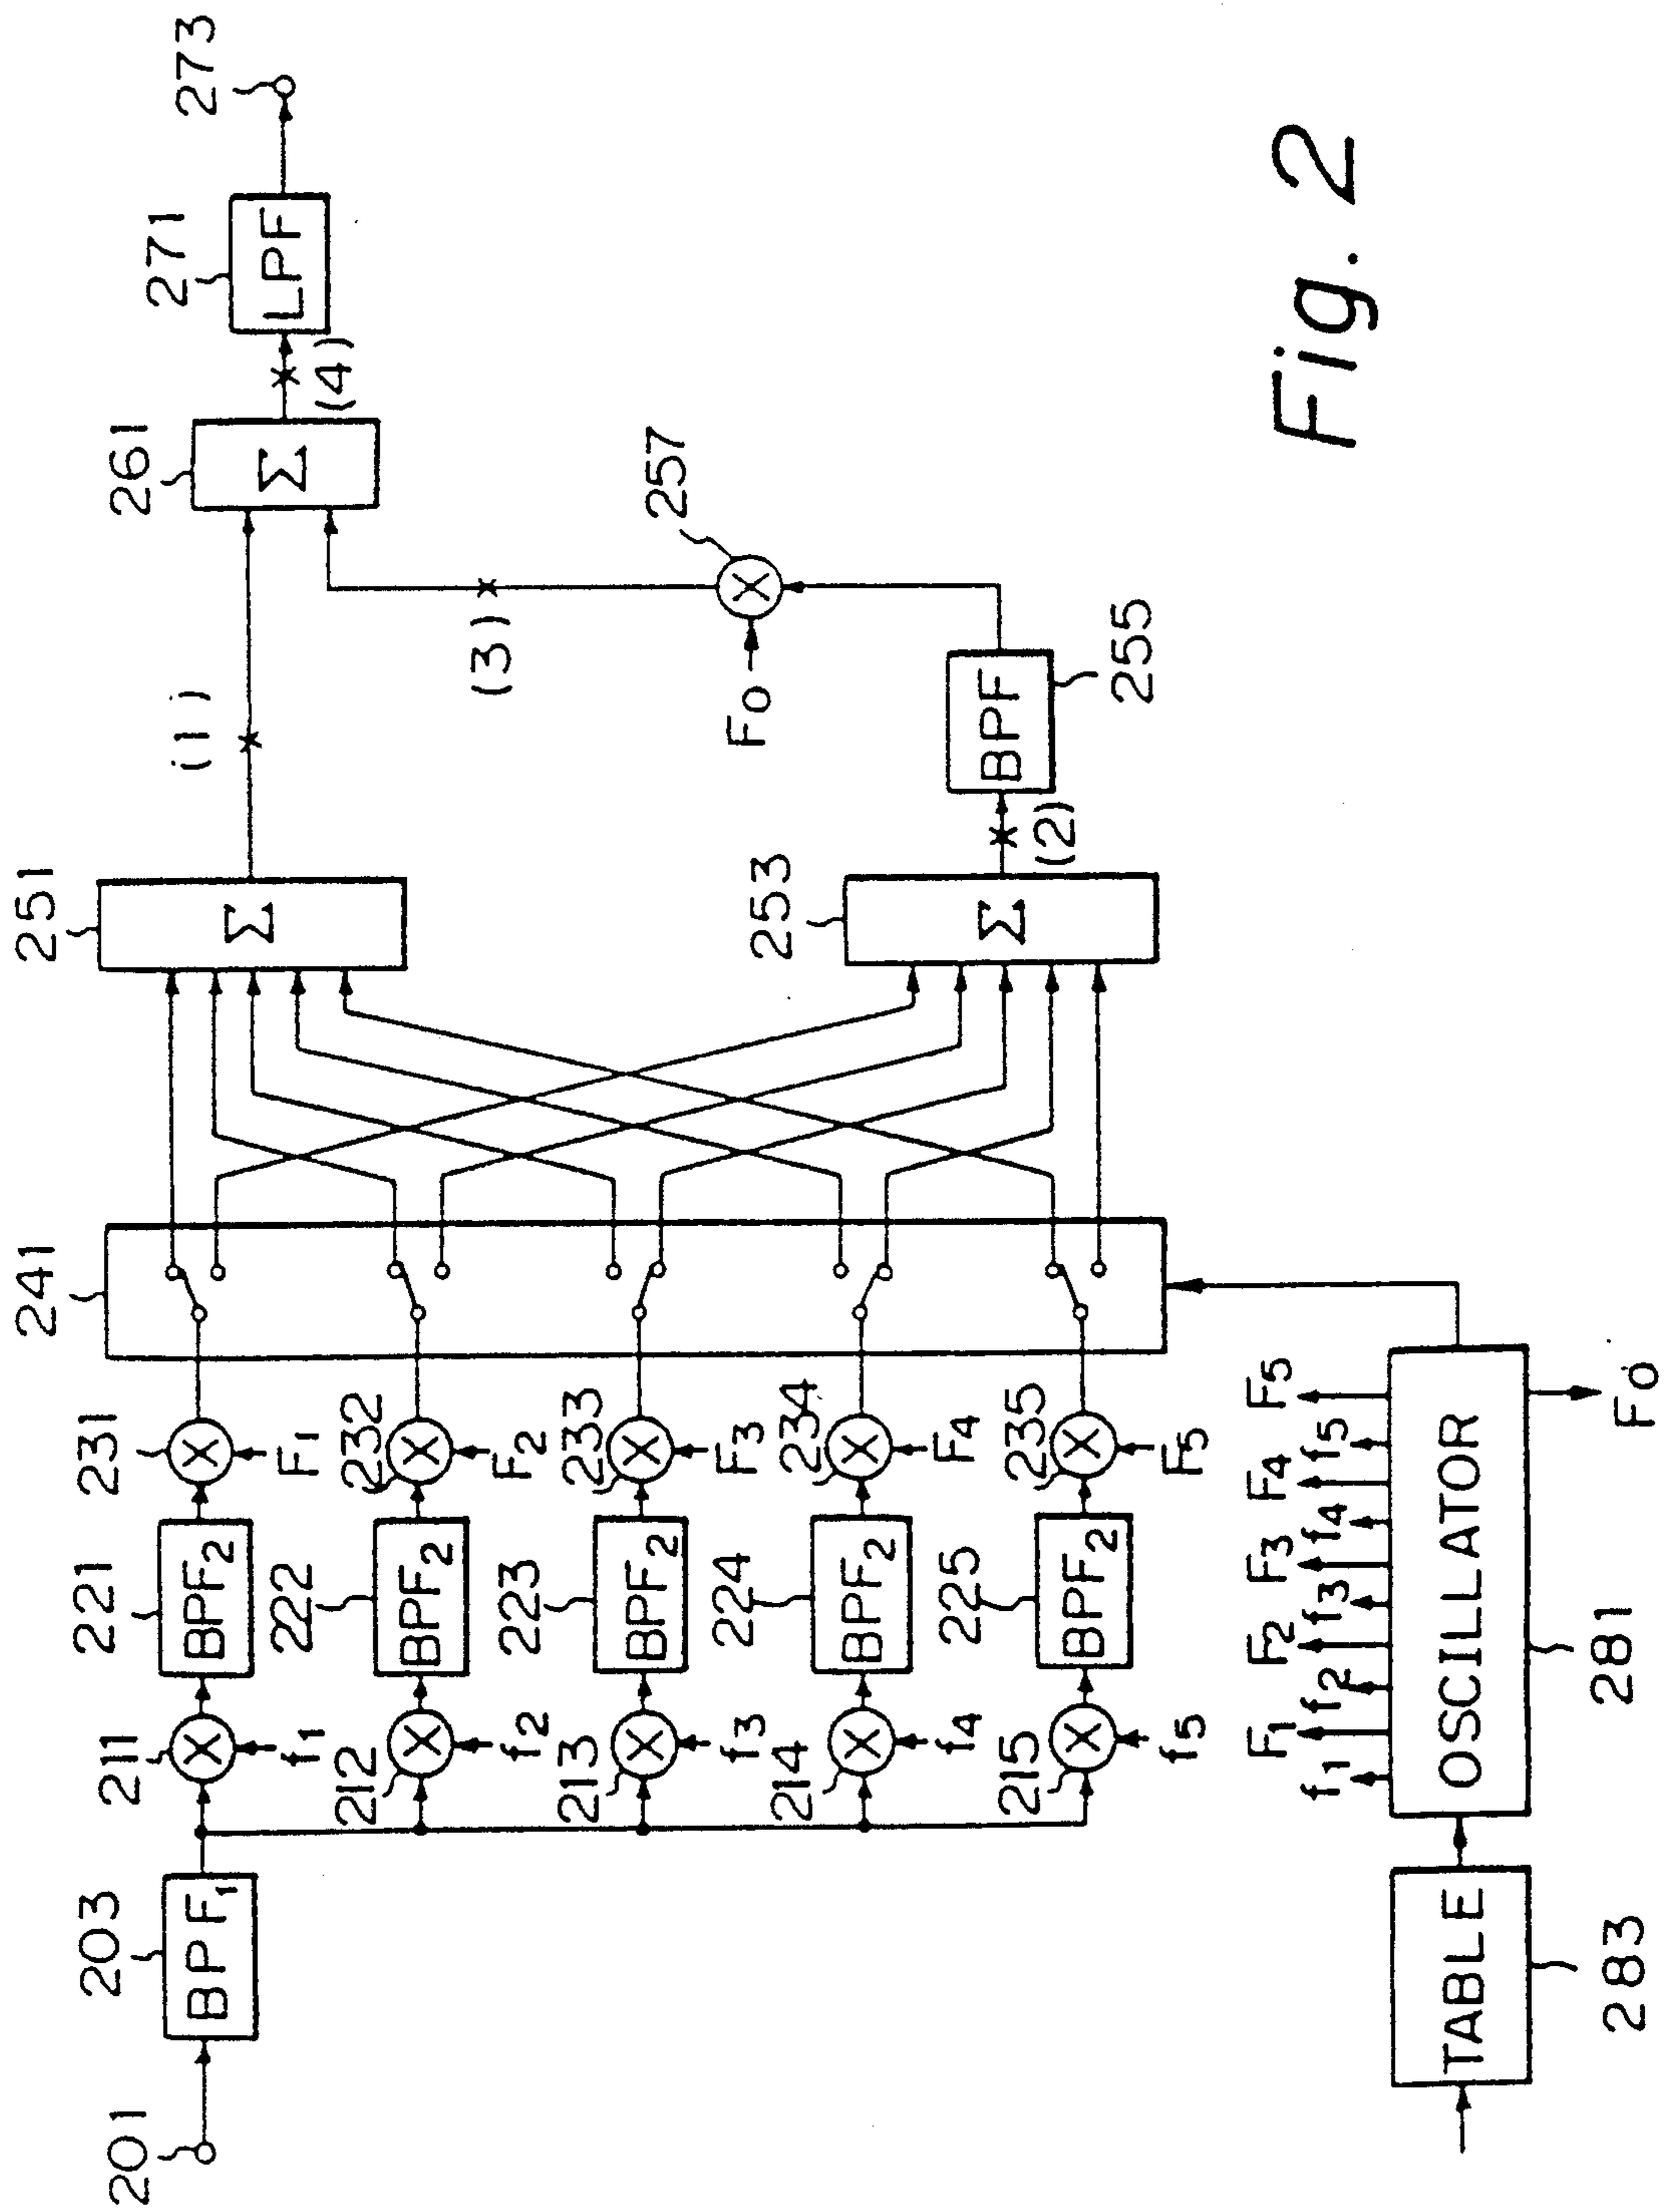 201
203
BPF1
211
f1
221
BPF2
231
F1
212
f2
222
BPF2
232
F2
213
f3
223
BPF2
233
F3
214
f4
224
BPF2
234
F4
215
f5
225
BPF2
235
F5
241
251
Σ
(1)
253
Σ
(2)
BPF
255
Fo
257
(3)
261
Σ
(4)
271
LPF
273
TABLE
283
OSCILLATOR
281
f1
F1
f2
F2
f3
F3
f4
F4
f5
F5
Fo
Fig. 2